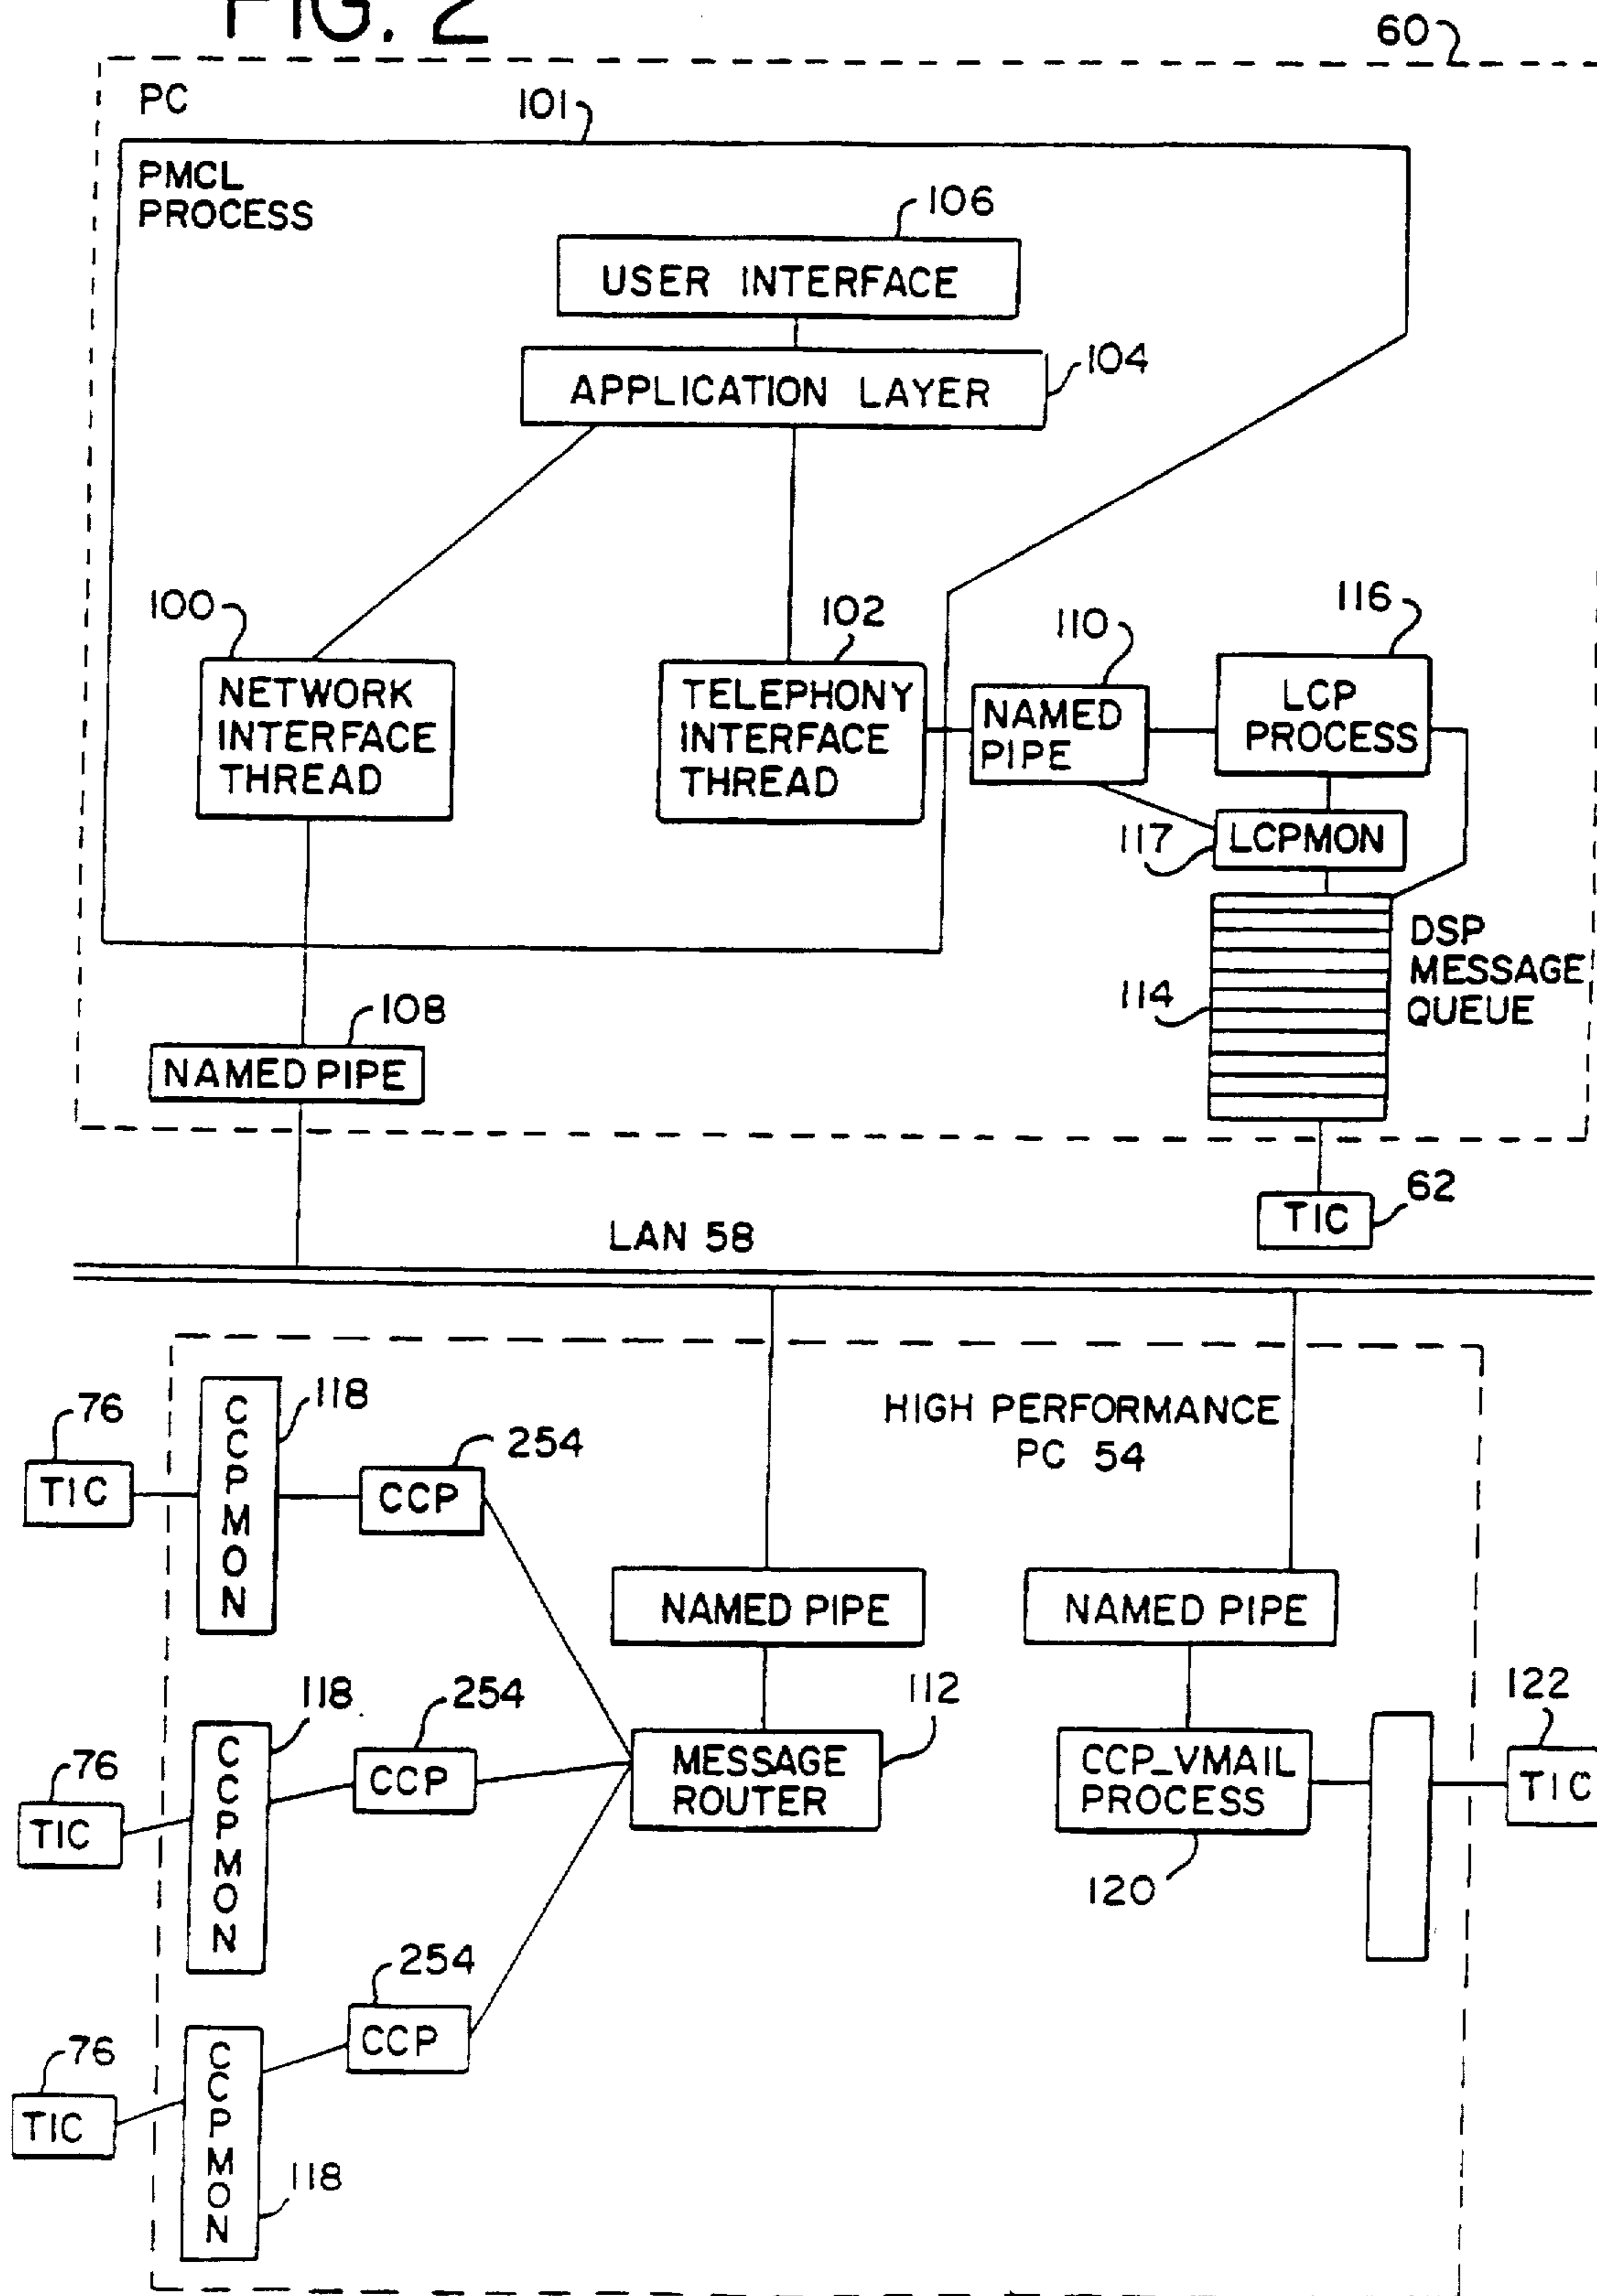 FIG. 2
60
PC
101
PMCL
PROCESS
106
USER INTERFACE
104
APPLICATION LAYER
100
102
110
116
NETWORK
INTERFACE
THREAD
TELEPHONY
INTERFACE
THREAD
NAMED
PIPE
LCP
PROCESS
117
LCPMON
114
DSP
MESSAGE
QUEUE
108
NAMED PIPE
62
TIC
LAN 58
HIGH PERFORMANCE
PC 54
76
TIC
118
CCPMON
254
CCP
NAMED PIPE
NAMED PIPE
76
TIC
118
CCPMON
254
CCP
112
MESSAGE
ROUTER
CCP_VMAIL
PROCESS
120
122
TIC
76
TIC
CCPMON
118
254
CCP